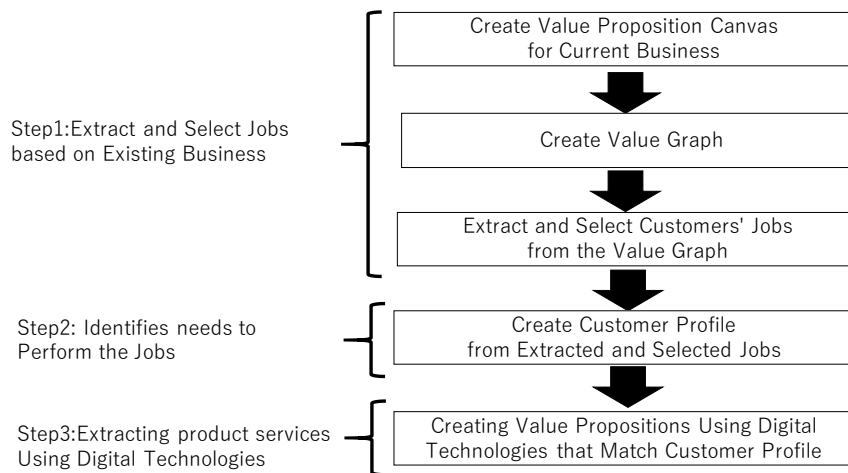 Create Value Proposition Canvas
for Current Business
Step1:Extract and Select Jobs
based on Existing Business
Create Value Graph
Extract and Select Customers' Jobs
from the Value Graph
Step2: Identifies needs to
Perform the Jobs
Create Customer Profile
from Extracted and Selected Jobs
Step3:Extracting product services
Using Digital Technologies
Creating Value Propositions Using Digital
Technologies that Match Customer Profile